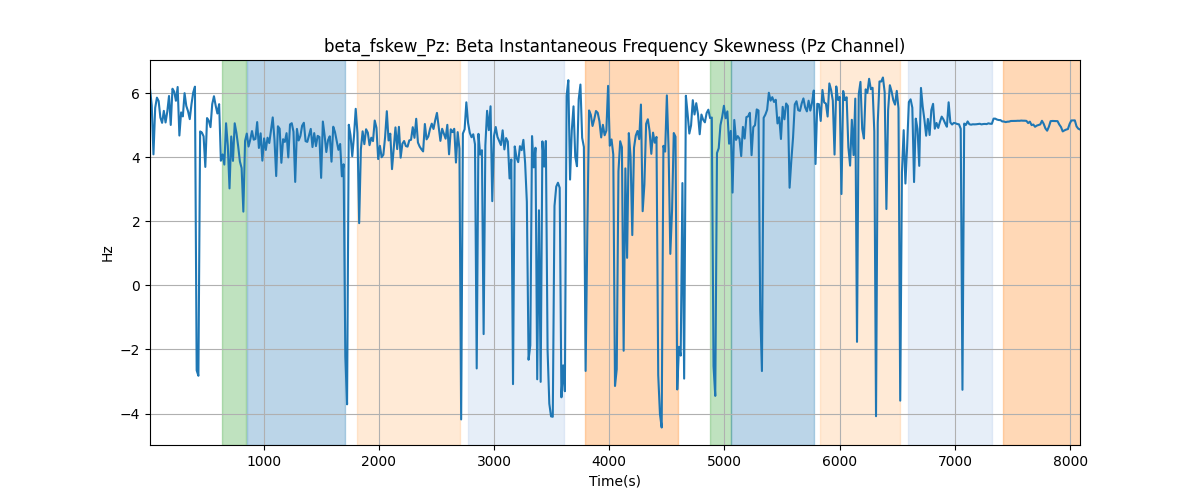 beta_fskew_Pz: Beta Instantaneous Frequency Skewness (Pz Channel)
6
4
2
0
−2
−4
Hz
1000 2000 3000 4000 5000 6000 7000 8000
Time(s)